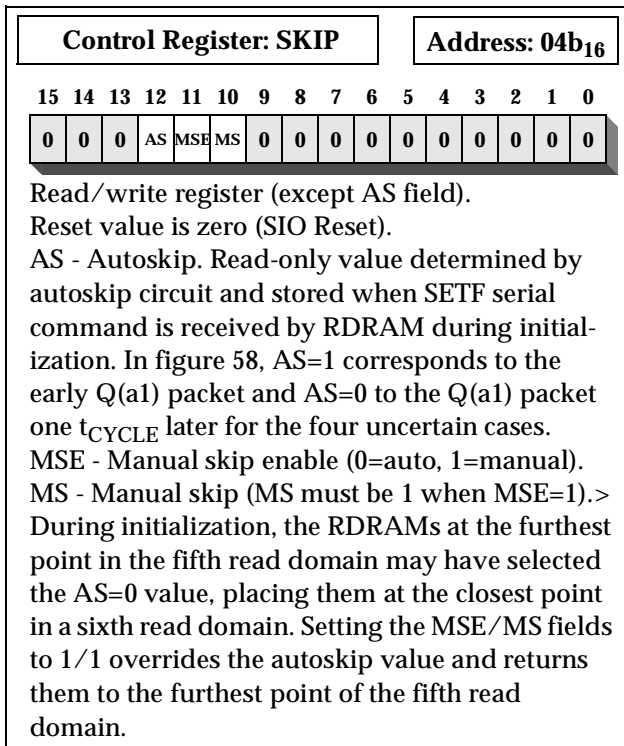 Control Register: SKIP
Address: 04b₁₆
15 14 13 12 11 10 9 8 7 6 5 4 3 2 1 0
0 0 0 AS MSE MS 0 0 0 0 0 0 0 0 0 0
Read/write register (except AS field).
Reset value is zero (SIO Reset).
AS - Autoskip. Read-only value determined by
autoskip circuit and stored when SETF serial
command is received by RDRAM during initial-
ization. In figure 58, AS=1 corresponds to the
early Q(a1) packet and AS=0 to the Q(a1) packet
one tCYCLE later for the four uncertain cases.
MSE - Manual skip enable (0=auto, 1=manual).
MS - Manual skip (MS must be 1 when MSE=1).>
During initialization, the RDRAMs at the furthest
point in the fifth read domain may have selected
the AS=0 value, placing them at the closest point
in a sixth read domain. Setting the MSE/MS fields
to 1/1 overrides the autoskip value and returns
them to the furthest point of the fifth read
domain.